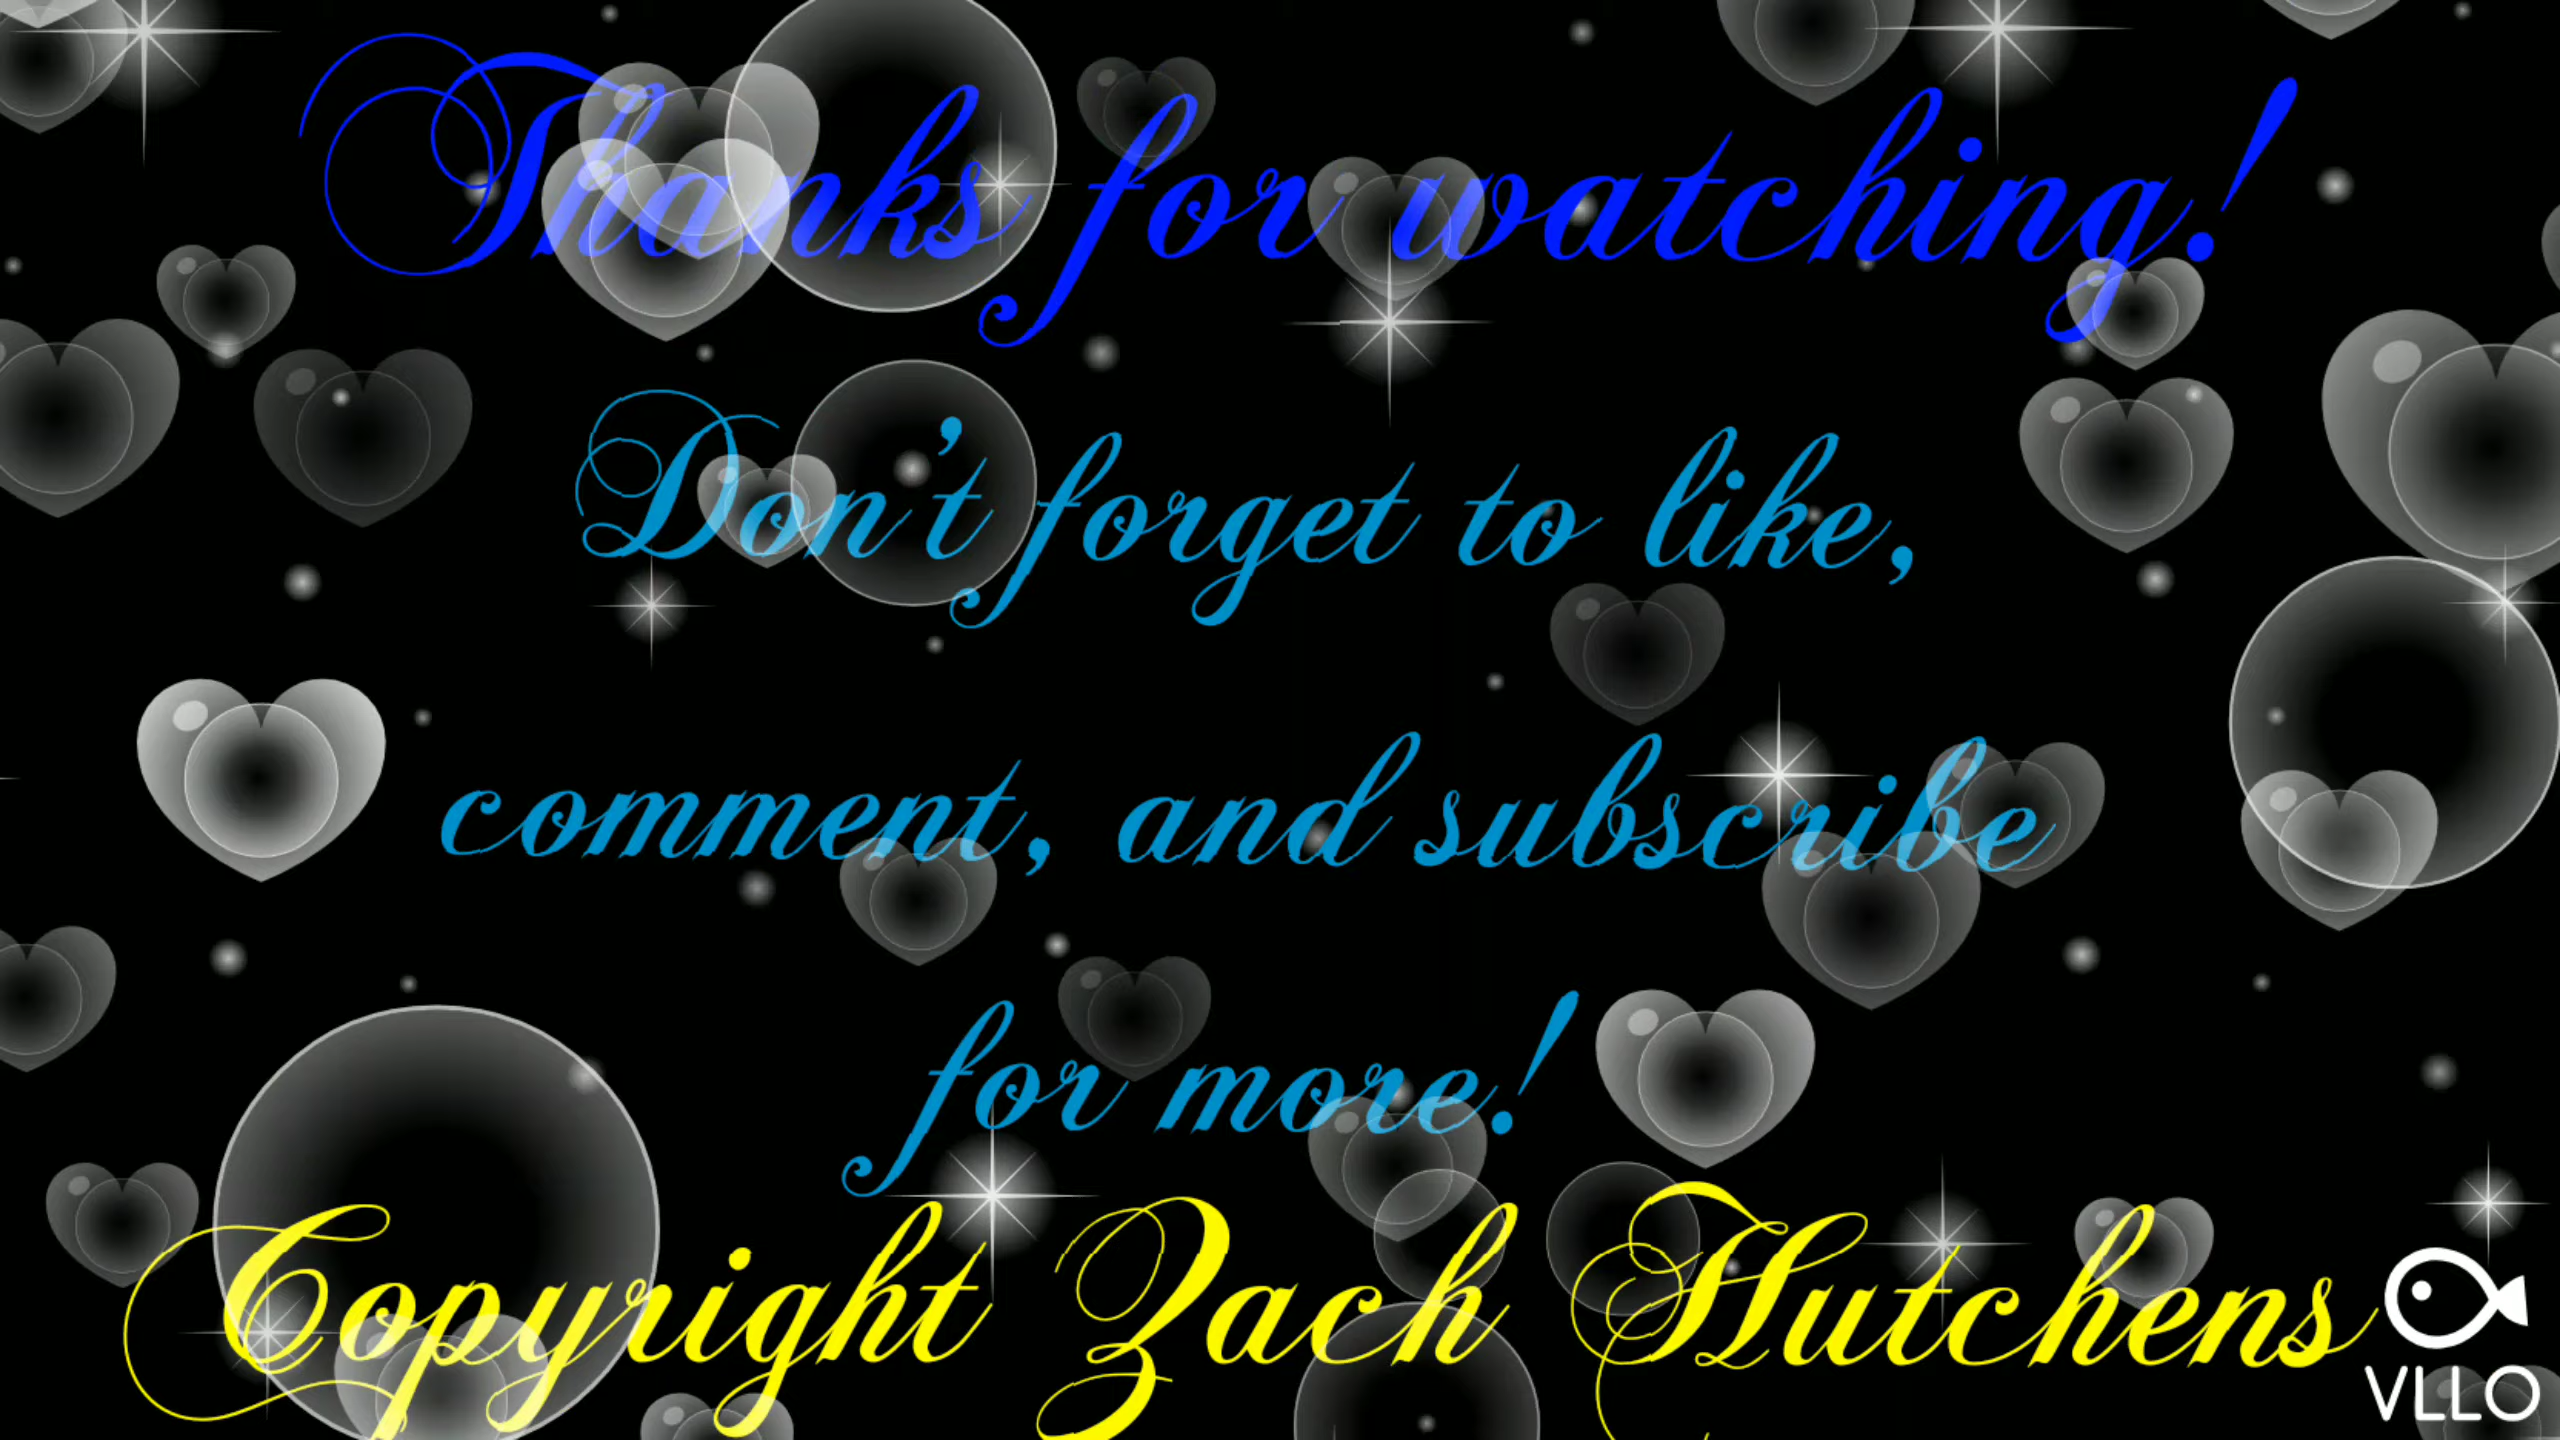 Thanks for watching!
Don't forget to like,
comment, and subscribe
for more!
Copyright Zach Hutchens
VLLO